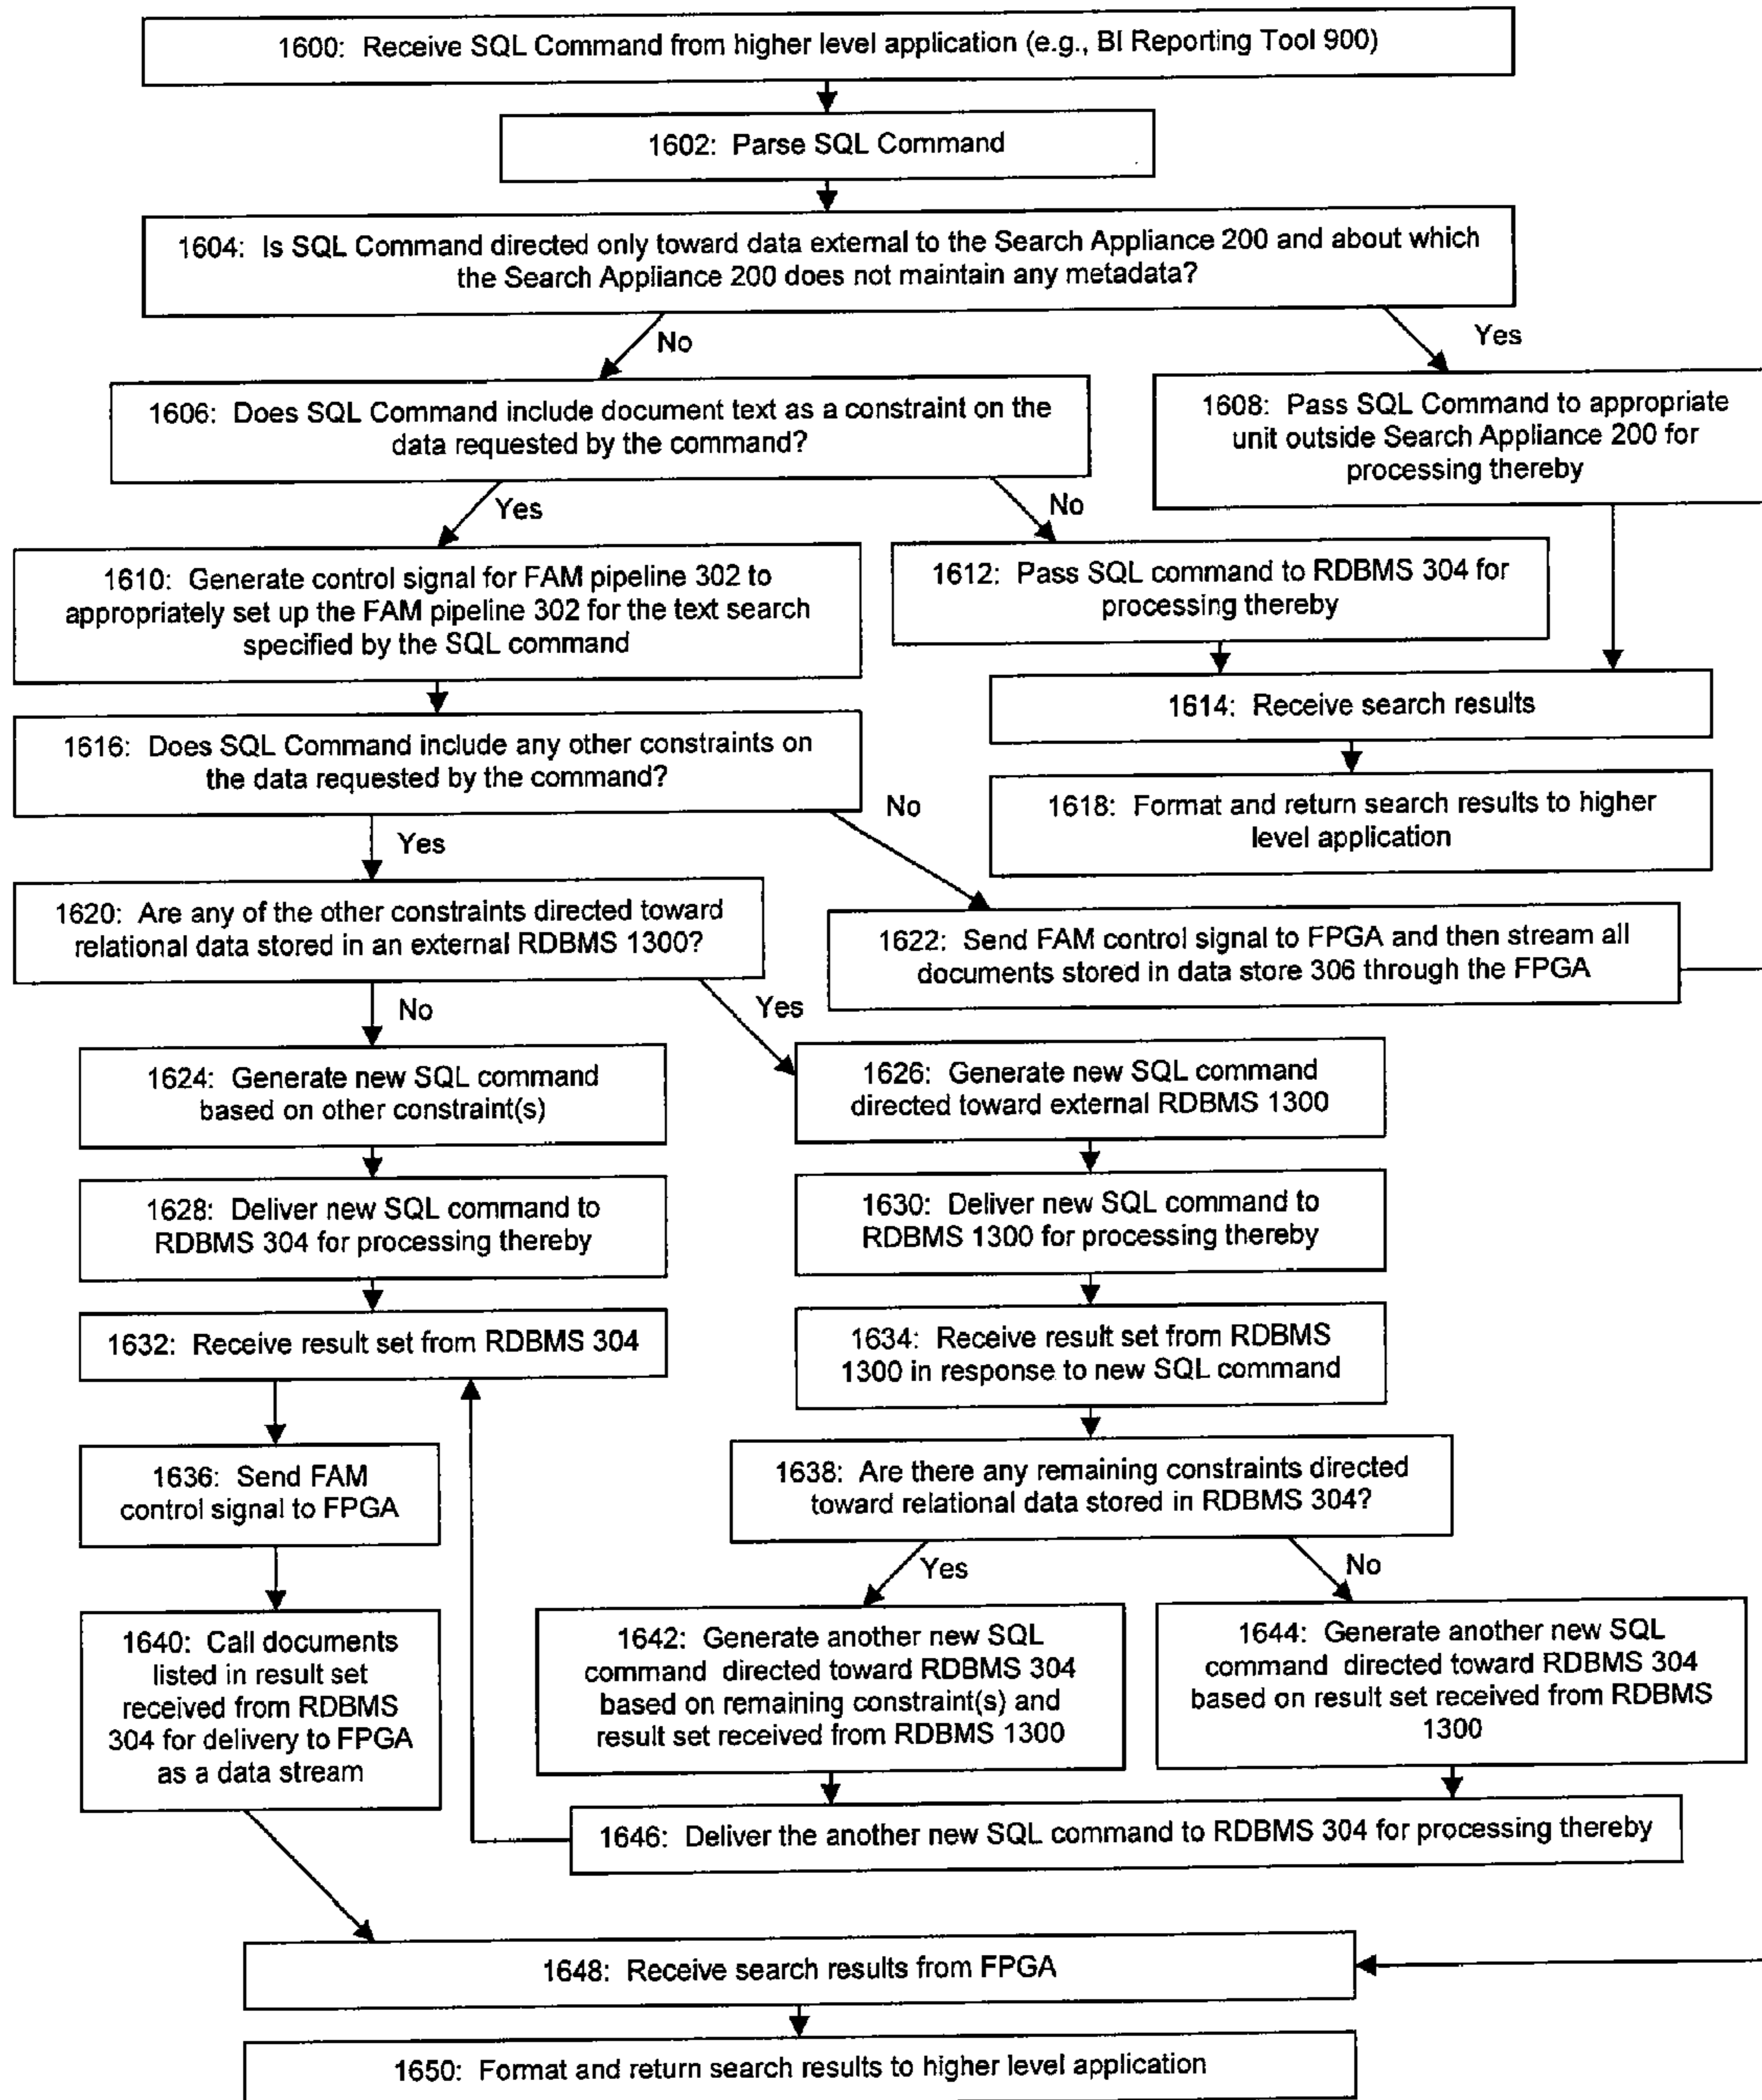 1600: Receive SQL Command from higher level application (e.g., BI Reporting Tool 900)
1602: Parse SQL Command
1604: Is SQL Command directed only toward data external to the Search Appliance 200 and about which
the Search Appliance 200 does not maintain any metadata?
No
Yes
1606: Does SQL Command include document text as a constraint on the
data requested by the command?
1608: Pass SQL Command to appropriate
unit outside Search Appliance 200 for
processing thereby
Yes
No
1610: Generate control signal for FAM pipeline 302 to
appropriately set up the FAM pipeline 302 for the text search
specified by the SQL command
1612: Pass SQL command to RDBMS 304 for
processing thereby
1614: Receive search results
1616: Does SQL Command include any other constraints on
the data requested by the command?
1618: Format and return search results to higher
level application
No
Yes
1620: Are any of the other constraints directed toward
relational data stored in an external RDBMS 1300?
1622: Send FAM control signal to FPGA and then stream all
documents stored in data store 306 through the FPGA
No
Yes
1624: Generate new SQL command
based on other constraint(s)
1626: Generate new SQL command
directed toward external RDBMS 1300
1628: Deliver new SQL command to
RDBMS 304 for processing thereby
1630: Deliver new SQL command to
RDBMS 1300 for processing thereby
1632: Receive result set from RDBMS 304
1634: Receive result set from RDBMS
1300 in response to new SQL command
1636: Send FAM
control signal to FPGA
1638: Are there any remaining constraints directed
toward relational data stored in RDBMS 304?
Yes
No
1640: Call documents
listed in result set
received from RDBMS
304 for delivery to FPGA
as a data stream
1642: Generate another new SQL
command directed toward RDBMS 304
based on remaining constraint(s) and
result set received from RDBMS 1300
1644: Generate another new SQL
command directed toward RDBMS 304
based on result set received from RDBMS
1300
1646: Deliver the another new SQL command to RDBMS 304 for processing thereby
1648: Receive search results from FPGA
1650: Format and return search results to higher level application